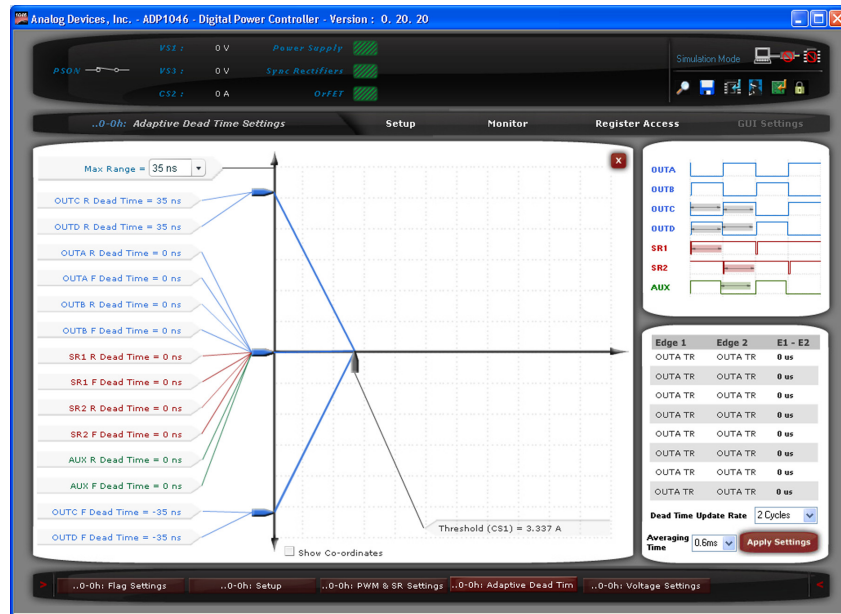 Analog Devices, Inc. - ADP1046 - Digital Power Controller - Version : 0. 20. 20
VS1 : 0 V Power Supply
PSON VS3 : 0 V Sync Rectifiers
CS2 : 0 A OrFET
Simulation Mode
..0-0h: Adaptive Dead Time Settings Setup Monitor Register Access GUI Settings
Max Range = 35 ns
x
OUTC R Dead Time = 35 ns
OUTD R Dead Time = 35 ns
OUTA R Dead Time = 0 ns
OUTA F Dead Time = 0 ns
OUTB R Dead Time = 0 ns
OUTB F Dead Time = 0 ns
SR1 R Dead Time = 0 ns
SR1 F Dead Time = 0 ns
SR2 R Dead Time = 0 ns
SR2 F Dead Time = 0 ns
AUX R Dead Time = 0 ns
AUX F Dead Time = 0 ns
OUTC F Dead Time = -35 ns
OUTD F Dead Time = -35 ns
Threshold (CS1) = 3.337 A
Show Co-ordinates
OUTA
OUTB
OUTC
OUTD
SR1
SR2
AUX
Edge 1 Edge 2 E1 - E2
OUTA TR OUTA TR 0 us
OUTA TR OUTA TR 0 us
OUTA TR OUTA TR 0 us
OUTA TR OUTA TR 0 us
OUTA TR OUTA TR 0 us
OUTA TR OUTA TR 0 us
OUTA TR OUTA TR 0 us
OUTA TR OUTA TR 0 us
Dead Time Update Rate 2 Cycles
Averaging Time 0.6ms Apply Settings
> ..0-0h: Flag Settings ..0-0h: Setup ..0-0h: PWM & SR Settings ..0-0h: Adaptive Dead Tim ..0-0h: Voltage Settings <